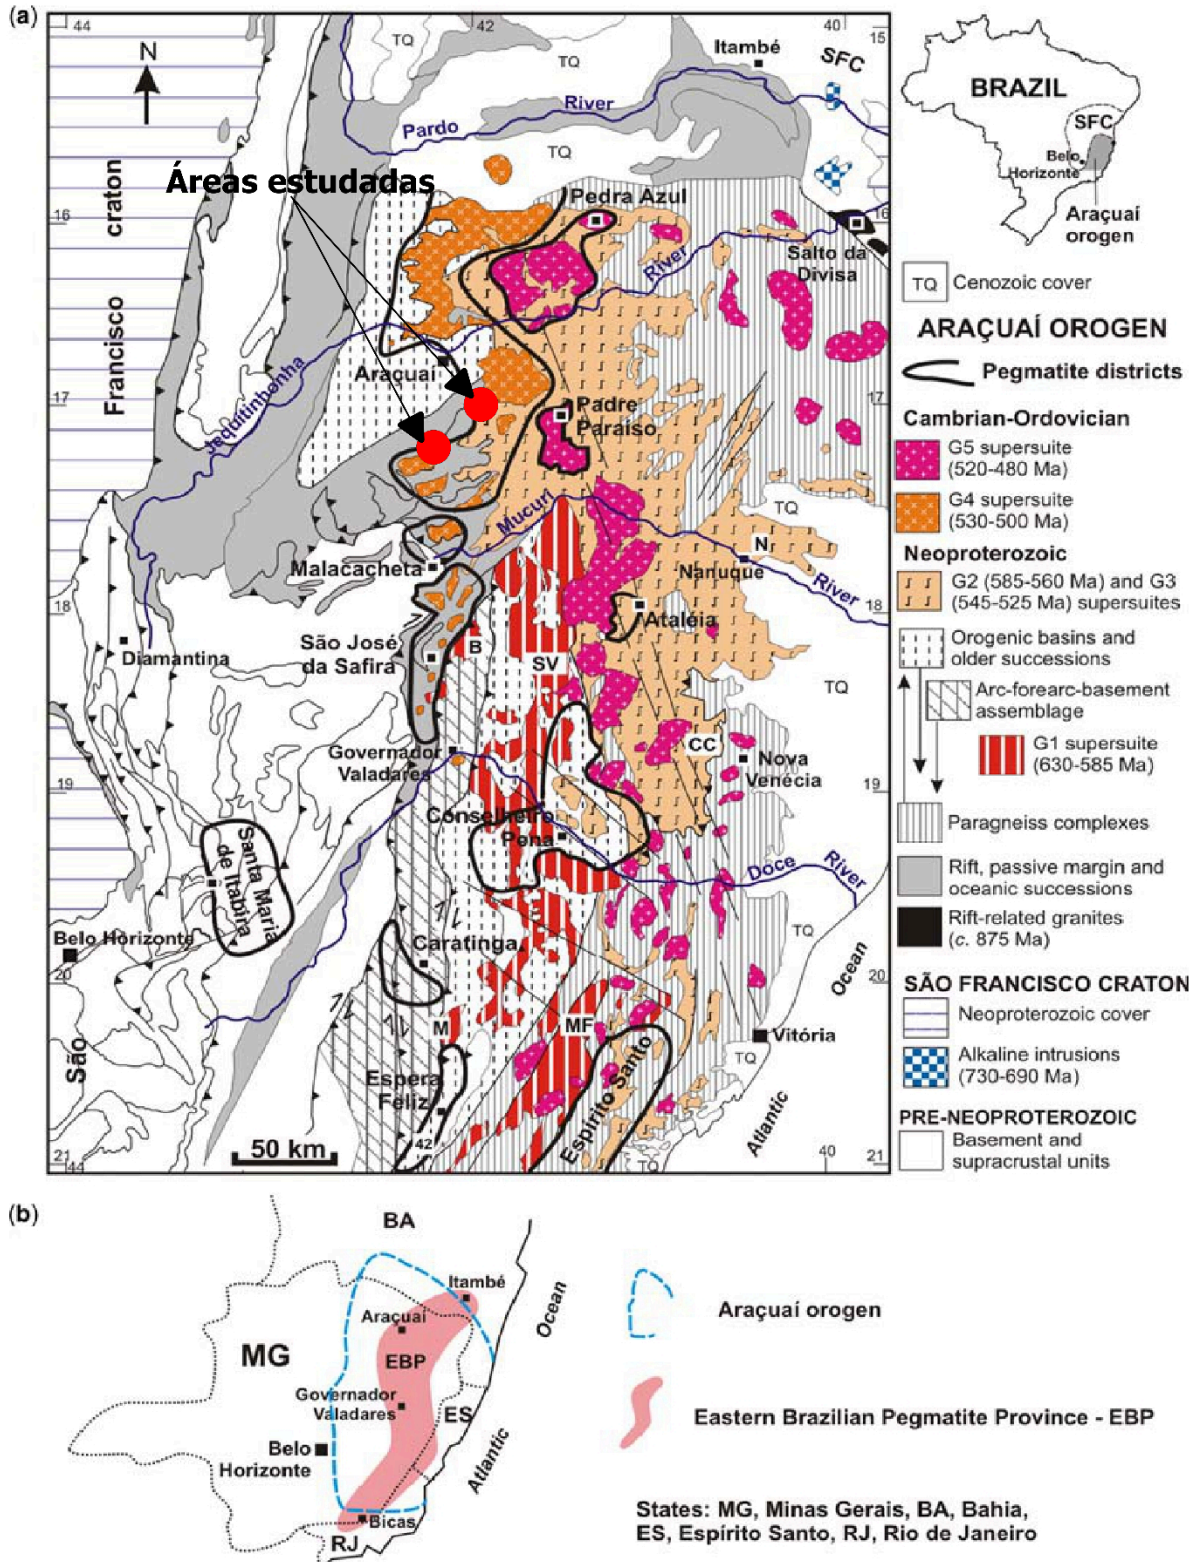 (a)
44
42
40
15
N
TQ
TQ
Itambé
SFC
River
Pardo
TQ
Áreas estudadas
craton
Francisco
São
Pedra Azul
16
16
River
Salto da
Divisa
Jequitinhonha
Araçuaí
17
17
Padre
Paraíso
TQ
Mucuri
N
Malacacheta
Nanuque
River
18
18
Ataléia
Diamantina
São José
da Safira
B
SV
TQ
CC
Governador
Valadares
Nova
Venécia
19
19
Conselheiro
Pena
Doce
River
Santa Maria
de Itabira
Belo Horizonte
Caratinga
TQ
Ocean
20
20
M
MF
Vitória
TQ
Espera
Feliz
Espírito Santo
Atlantic
50 km
42
TQ
21
44
40
21
BRAZIL
SFC
Belo
Horizonte
Araçuaí
orogen
TQ
Cenozoic cover
ARAÇUAÍ OROGEN
Pegmatite districts
Cambrian-Ordovician
G5 supersuite
(520-480 Ma)
G4 supersuite
(530-500 Ma)
Neoproterozoic
G2 (585-560 Ma) and G3
(545-525 Ma) supersuites
Orogenic basins and
older successions
Arc-forearc-basement
assemblage
G1 supersuite
(630-585 Ma)
Paragneiss complexes
Rift, passive margin and
oceanic successions
Rift-related granites
(c. 875 Ma)
SÃO FRANCISCO CRATON
Neoproterozoic cover
Alkaline intrusions
(730-690 Ma)
PRE-NEOPROTEROZOIC
Basement and
supracrustal units
(b)
BA
Itambé
Araçuaí
MG
EBP
Governador
Valadares
ES
Belo
Horizonte
Bicas
RJ
Ocean
Atlantic
Araçuaí orogen
Eastern Brazilian Pegmatite Province - EBP
States: MG, Minas Gerais, BA, Bahia,
ES, Espírito Santo, RJ, Rio de Janeiro